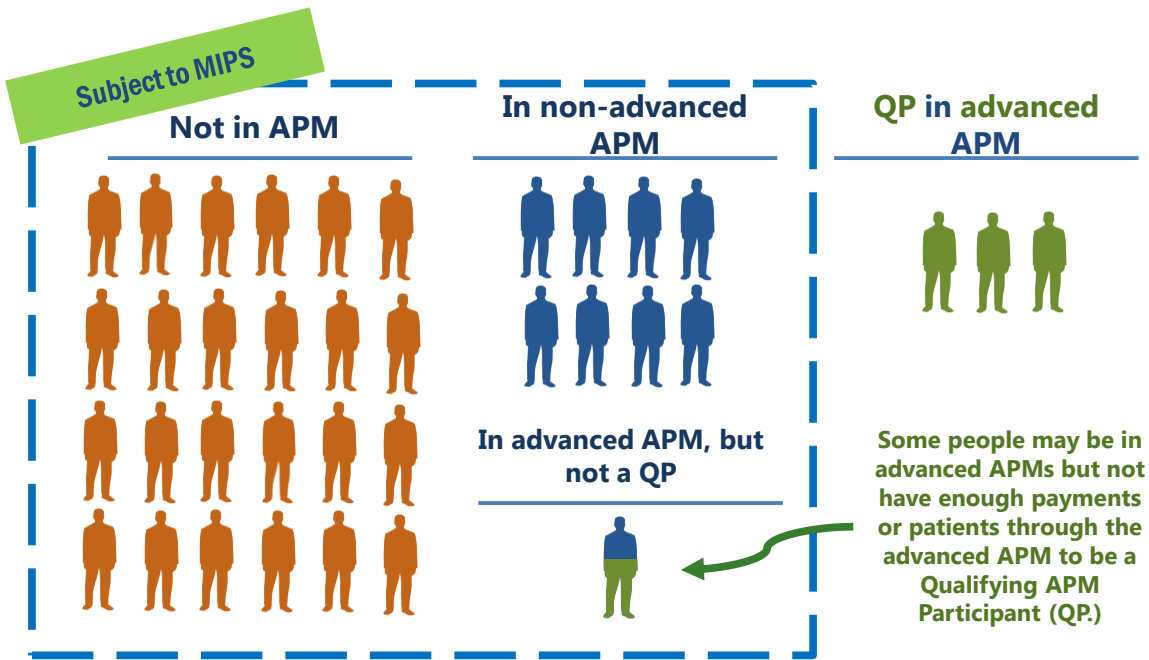 Subject to MIPS
Not in APM
In non-advanced
APM
QP in advanced
APM
In advanced APM, but
not a QP
Some people may be in
advanced APMs but not
have enough payments
or patients through the
advanced APM to be a
Qualifying APM
Participant (QP.)